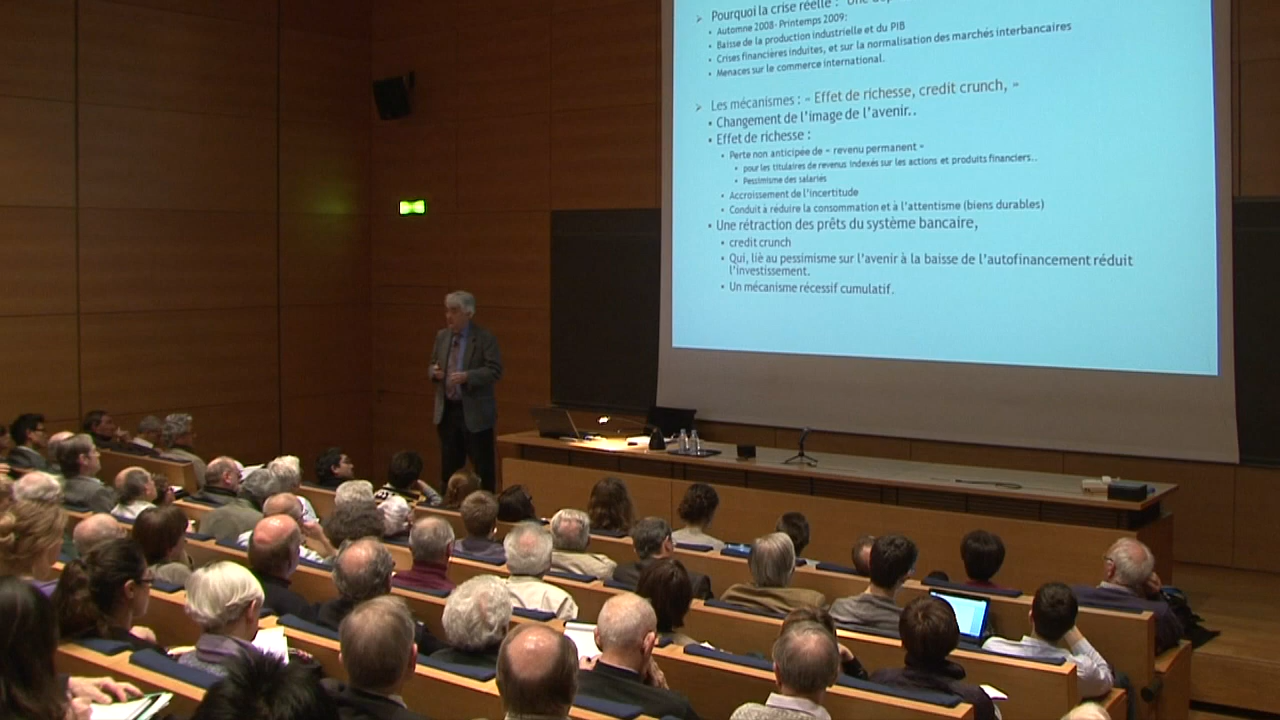 ➢ Pourquoi la crise réelle : Une
• Automne 2008- Printemps 2009:
• Baisse de la production industrielle et du PIB
• Crises financières induites, et sur la normalisation des marchés interbancaires
• Menaces sur le commerce international.
➢ Les mécanismes : « Effet de richesse, credit crunch, »
• Changement de l'image de l'avenir..
• Effet de richesse :
• Perte non anticipée de « revenu permanent »
• pour les titulaires de revenus indexés sur les actions et produits financiers..
• Pessimisme des salariés
• Accroissement de l'incertitude
• Conduit à réduire la consommation et à l'attentisme (biens durables)
• Une rétraction des prêts du système bancaire,
• credit crunch
• Qui, liè au pessimisme sur l'avenir à la baisse de l'autofinancement réduit
l'investissement.
• Un mécanisme récessif cumulatif.